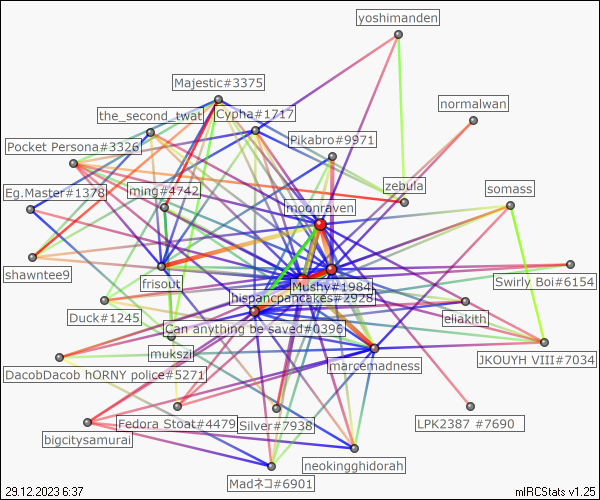 yoshimanden
Majestic#3375
normalwan
the_second_twat
Cypha#1717
Pikabro#9971
Pocket Persona#3326
Eg.Master#1378
ming#4742
zebula
somass
moonraven
shawntee9
frisout
Mushy#1984
Swirly Boi#6154
hispancpancakes#2928
Duck#1245
eliakith
Can anything be saved#0396
mukszil
JKOUYH VIII#7034
marcemadness
DacobDacob hORNY police#5271
Fedora Stoat#4479
Silver#7938
LPK2387 #7690
bigcitysamurai
neokingghidorah
Madネコ#6901
29.12.2023 6:37
mIRCStats v1.25